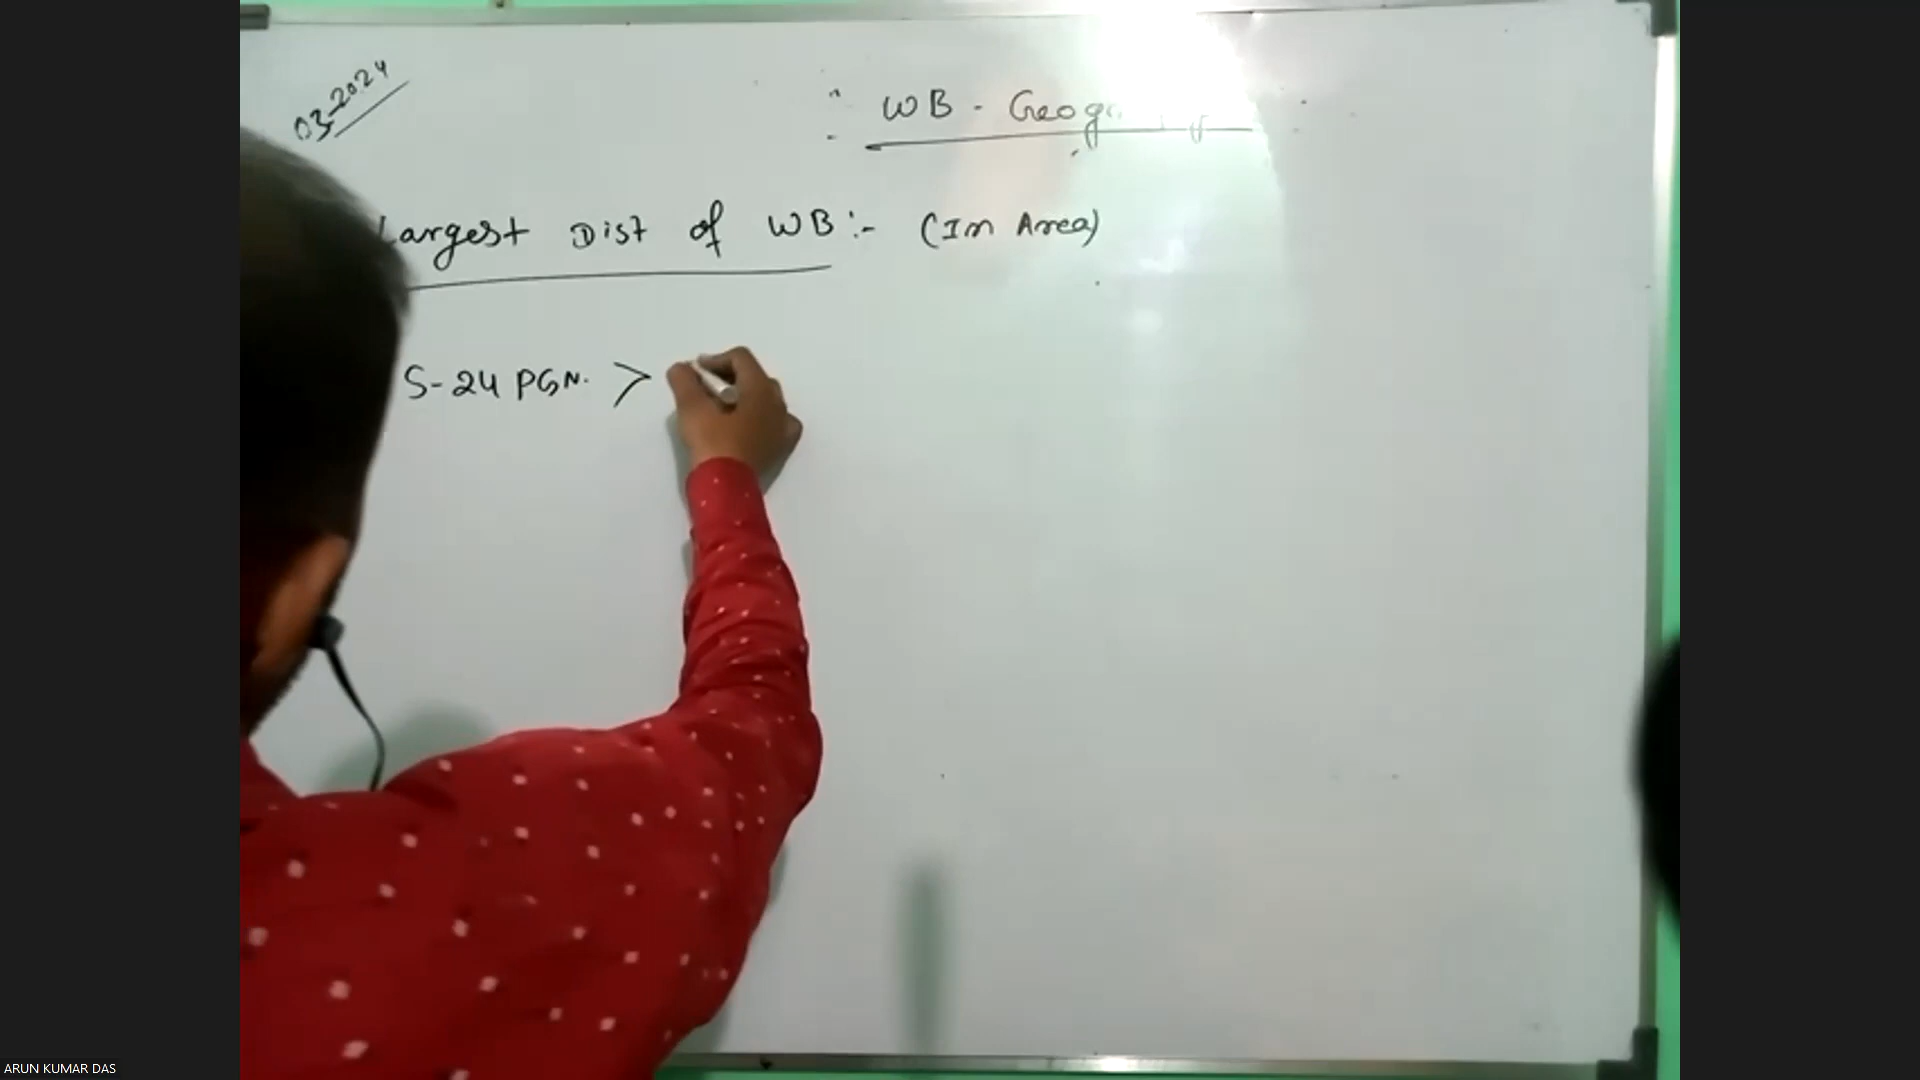 03-2024
WB - Geog
Largest Dist of WB:- (In Area)
S-24 PGN. >
ARUN KUMAR DAS